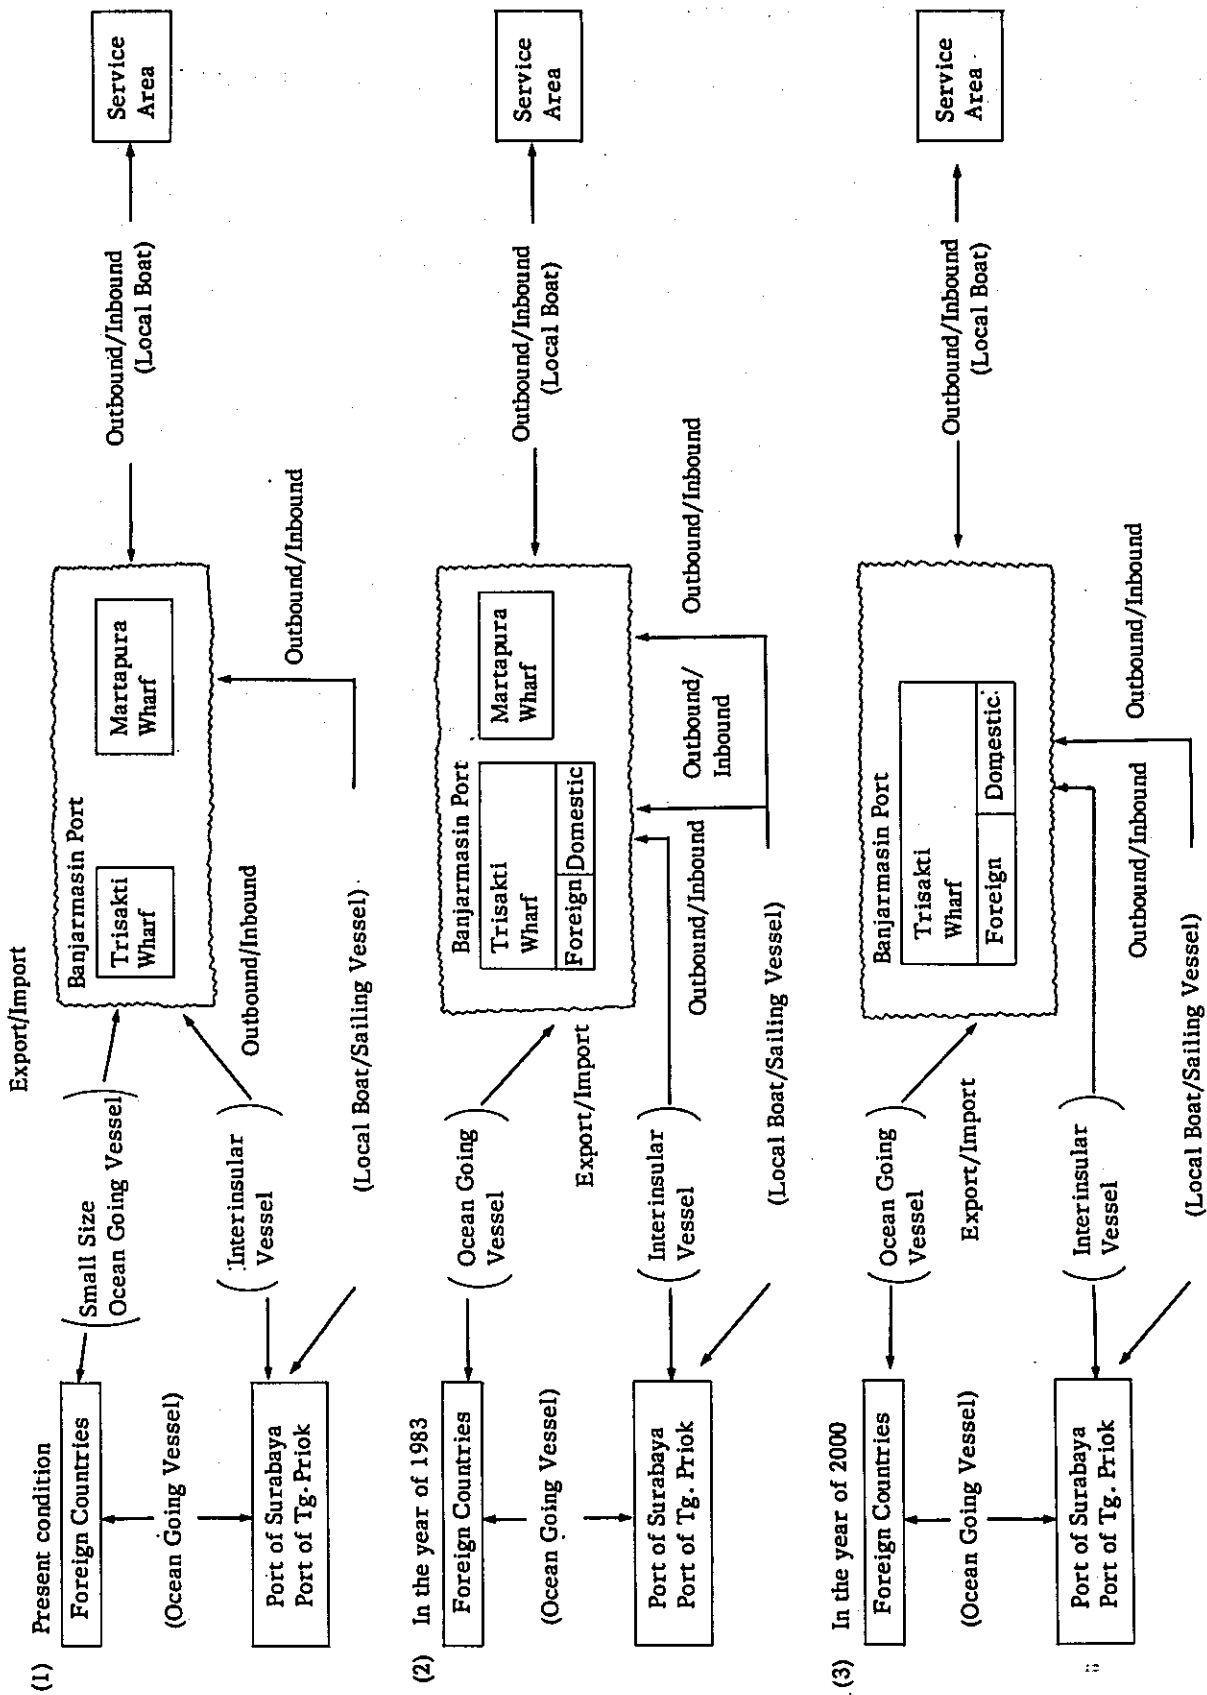 (1) Present condition
Foreign Countries
(Ocean Going Vessel)
Port of Surabaya
Port of Tg. Priok
(Small Size
Ocean Going Vessel)
Export/Import
(Interinsular
Vessel)
Outbound/Inbound
(Local Boat/Sailing Vessel)
Banjarmasin Port
Trisakti
Wharf
Martapura
Wharf
Outbound/Inbound
Outbound/Inbound
(Local Boat)
Service
Area
(2) In the year of 1983
Foreign Countries
(Ocean Going Vessel)
Port of Surabaya
Port of Tg. Priok
(Ocean Going
Vessel)
Export/Import
(Interinsular
Vessel)
Outbound/Inbound
(Local Boat/Sailing Vessel)
Banjarmasin Port
Trisakti
Wharf
Foreign Domestic
Martapura
Wharf
Outbound/
Inbound
Outbound/Inbound
Outbound/Inbound
(Local Boat)
Service
Area
(3) In the year of 2000
Foreign Countries
(Ocean Going Vessel)
Port of Surabaya
Port of Tg. Priok
(Ocean Going
Vessel)
Export/Import
(Interinsular
Vessel)
Outbound/Inbound
(Local Boat/Sailing Vessel)
Banjarmasin Port
Trisakti
Wharf
Foreign Domestic
Outbound/Inbound
Outbound/Inbound
(Local Boat)
Service
Area